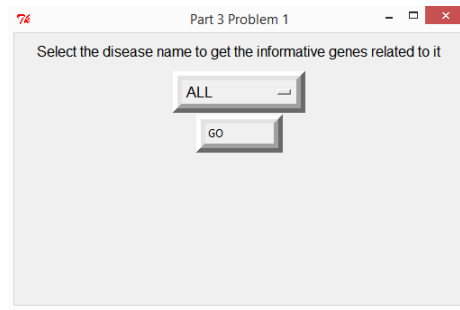 Part 3 Problem 1
Select the disease name to get the informative genes related to it
ALL
GO